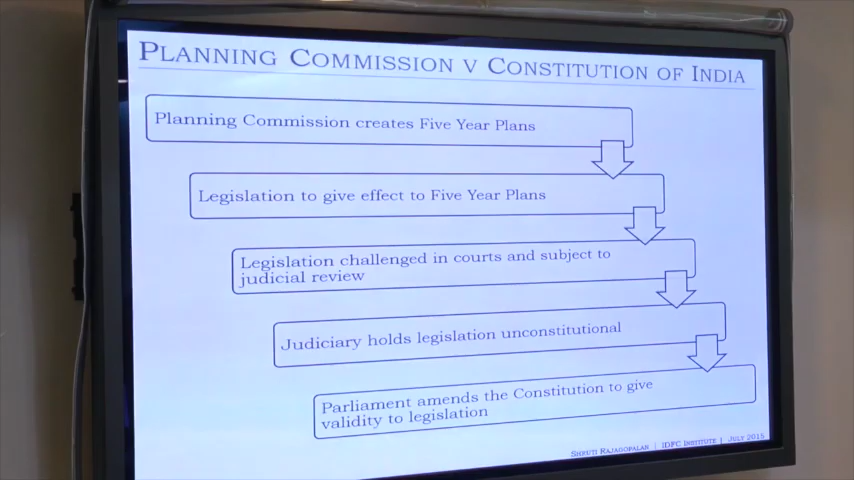 PLANNING COMMISSION V CONSTITUTION OF INDIA
Planning Commission creates Five Year Plans
Legislation to give effect to Five Year Plans
Legislation challenged in courts and subject to
judicial review
Judiciary holds legislation unconstitutional
Parliament amends the Constitution to give
validity to legislation
SHRUTI RAJAGOPALAN | IDFC INSTITUTE | JULY 2015